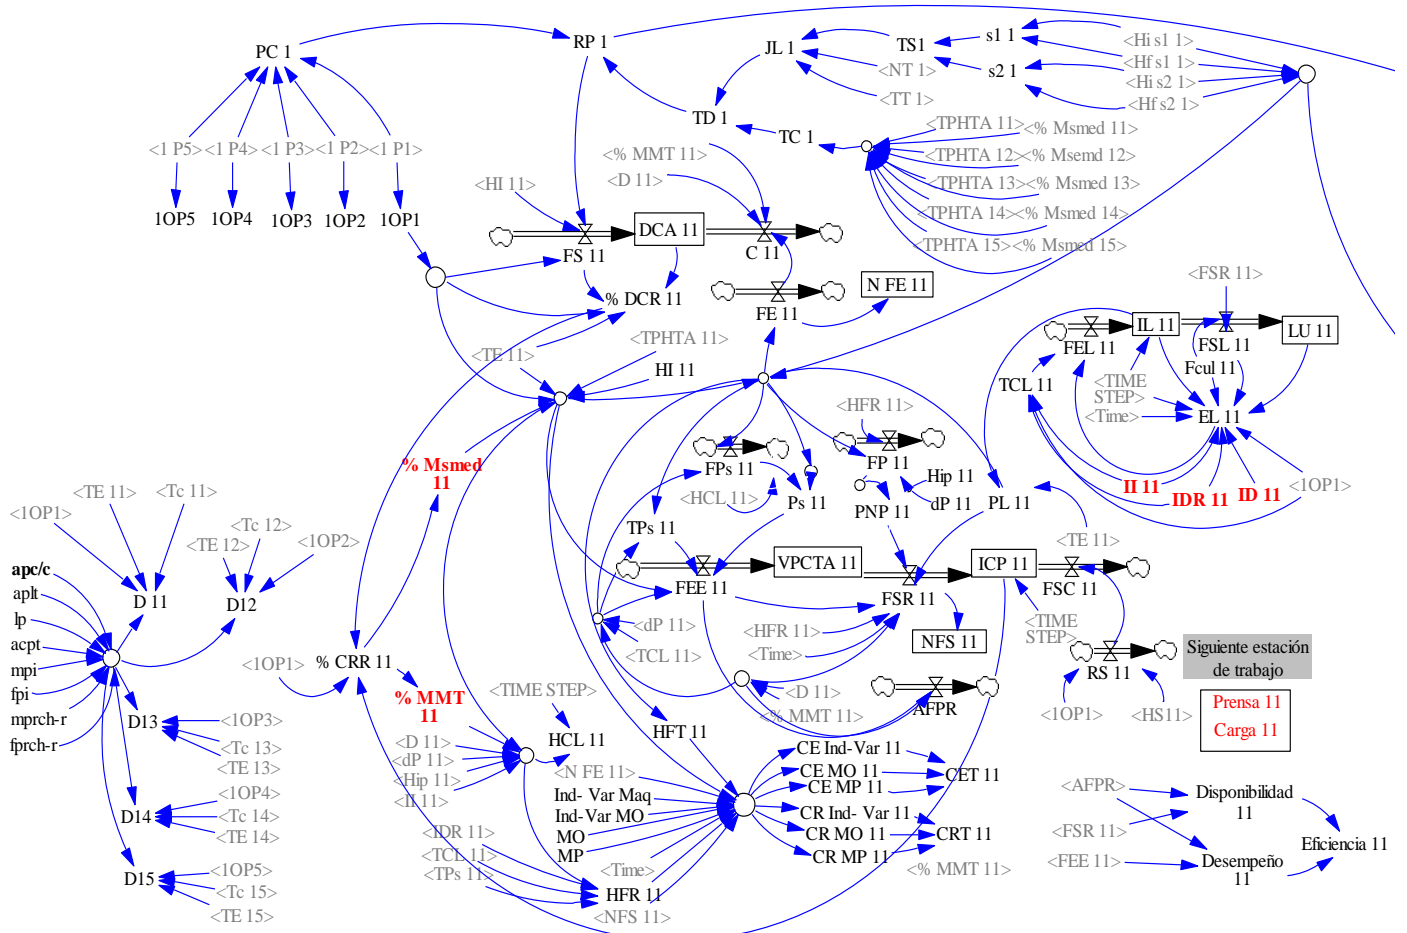 PC 1
RP 1
JL 1
TS1
s1 1
s2 1
<Hi s1 1>
<Hf s1 1>
<Hi s2 1>
<Hf s2 1>
<NT 1>
<TT 1>
TD 1
TC 1
<1 P5>
<1 P4>
<1 P3>
<1 P2>
<1 P1>
1OP5
1OP4
1OP3
1OP2
1OP1
<% MMT 11>
<D 11>
<HI 11>
<TPHTA 11>
<% Msmed 11>
<TPHTA 12>
<% Msemd 12>
<TPHTA 13>
<% Msmed 13>
<TPHTA 14>
<% Msmed 14>
<TPHTA 15>
<% Msmed 15>
DCA 11
FS 11
C 11
% DCR 11
FE 11
N FE 11
<FSR 11>
IL 11
LU 11
FEL 11
FSL 11
Fcul 11
TCL 11
<TIME
STEP>
<Time>
EL 11
II 11
IDR 11
ID 11
<1OP1>
<TE 11>
<TPHTA 11>
HI 11
% Msmed
11
<HFR 11>
FPs 11
FP 11
<HCL 11>
Ps 11
Hip 11
dP 11
PNP 11
PL 11
<TE 11>
TPs 11
VPCTA 11
ICP 11
FEE 11
FSR 11
FSC 11
<dP 11>
<TCL 11>
<HFR 11>
<Time>
NFS 11
<TIME
STEP>
RS 11
<1OP1>
<HS11>
Siguiente estación
de trabajo
Prensa 11
Carga 11
<D 11>
<% MMT 11>
AFPR
<1OP1>
<TE 11>
<Tc 11>
<TE 12>
<Tc 12>
<1OP2>
apc/c
aplt
lp
acpt
mpi
fpi
mprch-r
fprch-r
D 11
D12
D13
<1OP3>
<Tc 13>
<TE 13>
D14
<1OP4>
<Tc 14>
<TE 14>
D15
<1OP5>
<Tc 15>
<TE 15>
<1OP1>
% CRR 11
% MMT
11
<TIME STEP>
HCL 11
<D 11>
<dP 11>
<Hip 11>
<II 11>
HFT 11
<N FE 11>
Ind- Var Maq
Ind-Var MO
MO
MP
<IDR 11>
<TCL 11>
<TPs 11>
<Time>
HFR 11
<NFS 11>
CE Ind-Var 11
CE MO 11
CE MP 11
CET 11
CR Ind- Var 11
CR MO 11
CR MP 11
CRT 11
<% MMT 11>
<AFPR>
<FSR 11>
<FEE 11>
Disponibilidad
11
Desempeño
11
Eficiencia 11